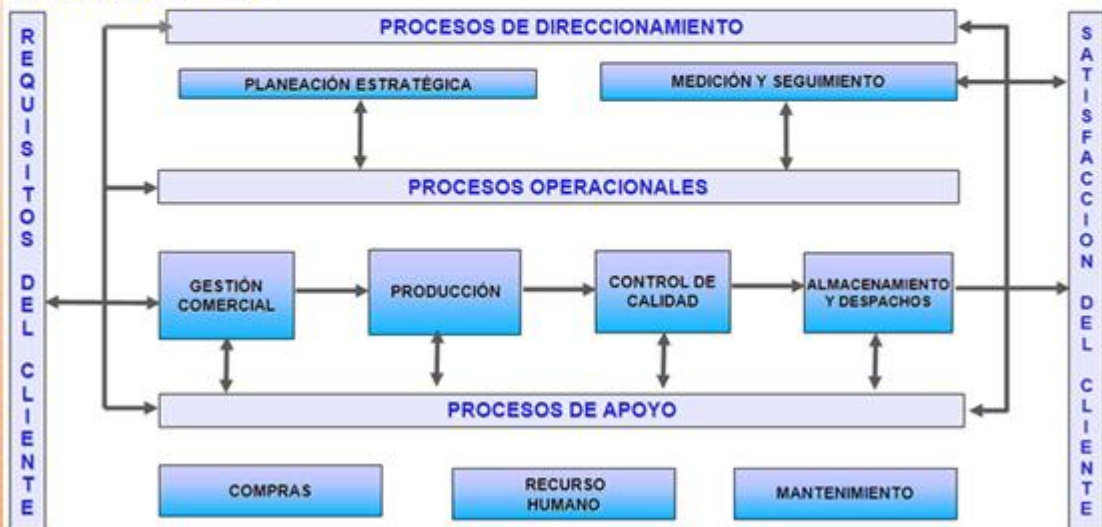 REQUISITOS DEL CLIENTE
PROCESOS DE DIRECCIONAMIENTO
PLANEACIÓN ESTRATÉGICA
MEDICIÓN Y SEGUIMIENTO
PROCESOS OPERACIONALES
GESTIÓN
COMERCIAL
PRODUCCIÓN
CONTROL DE
CALIDAD
ALMACENAMIENTO
Y DESPACHOS
PROCESOS DE APOYO
COMPRAS
RECURSO
HUMANO
MANTENIMIENTO
SATISFACCION DEL CLIENTE